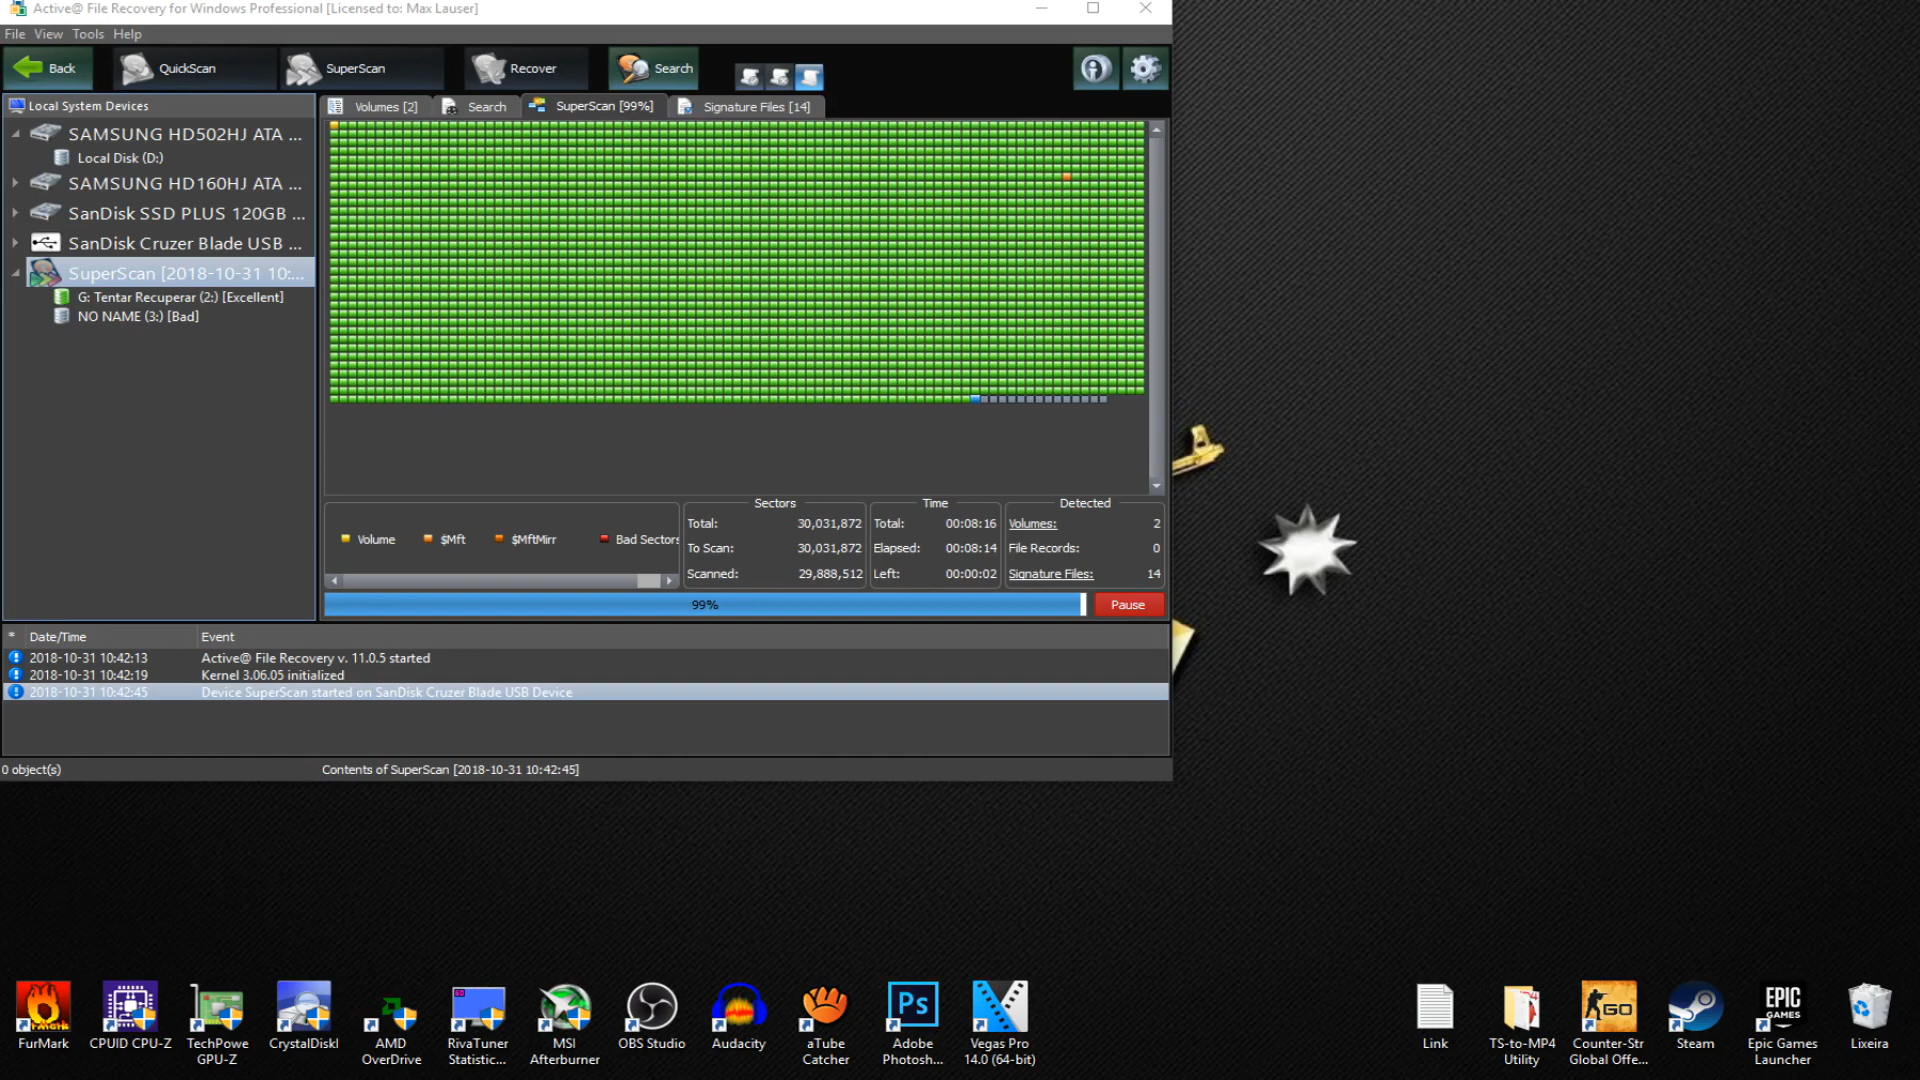 Active@ File Recovery for Windows Professional [Licensed to: Max Lauser]
File View Tools Help
Back QuickScan SuperScan Recover Search
Local System Devices
SAMSUNG HD502HJ ATA ...
Local Disk (D:)
SAMSUNG HD160HJ ATA ...
SanDisk SSD PLUS 120GB ...
SanDisk Cruzer Blade USB ...
SuperScan [2018-10-31 10:...
G: Tentar Recuperar (2:) [Excellent]
NO NAME (3:) [Bad]
Volumes [2] Search SuperScan [99%] Signature Files [14]
Volume $Mft $MftMirr Bad Sectors
Sectors
Total: 30,031,872
To Scan: 30,031,872
Scanned: 29,888,512
Time
Total: 00:08:16
Elapsed: 00:08:14
Left: 00:00:02
Detected
Volumes: 2
File Records: 0
Signature Files: 14
99%
Pause
* Date/Time Event
2018-10-31 10:42:13 Active@ File Recovery v. 11.0.5 started
2018-10-31 10:42:19 Kernel 3.06.05 initialized
2018-10-31 10:42:45 Device SuperScan started on SanDisk Cruzer Blade USB Device
0 object(s) Contents of SuperScan [2018-10-31 10:42:45]
FurMark
CPUID CPU-Z
TechPowe
GPU-Z
CrystalDiskI
AMD
OverDrive
RivaTuner
Statistic...
MSI
Afterburner
OBS Studio
Audacity
aTube
Catcher
Ps
Adobe
Photosh...
Vegas Pro
14.0 (64-bit)
Link
TS-to-MP4
Utility
GO
Counter-Str
Global Offe...
Steam
EPIC
GAMES
Epic Games
Launcher
Lixeira